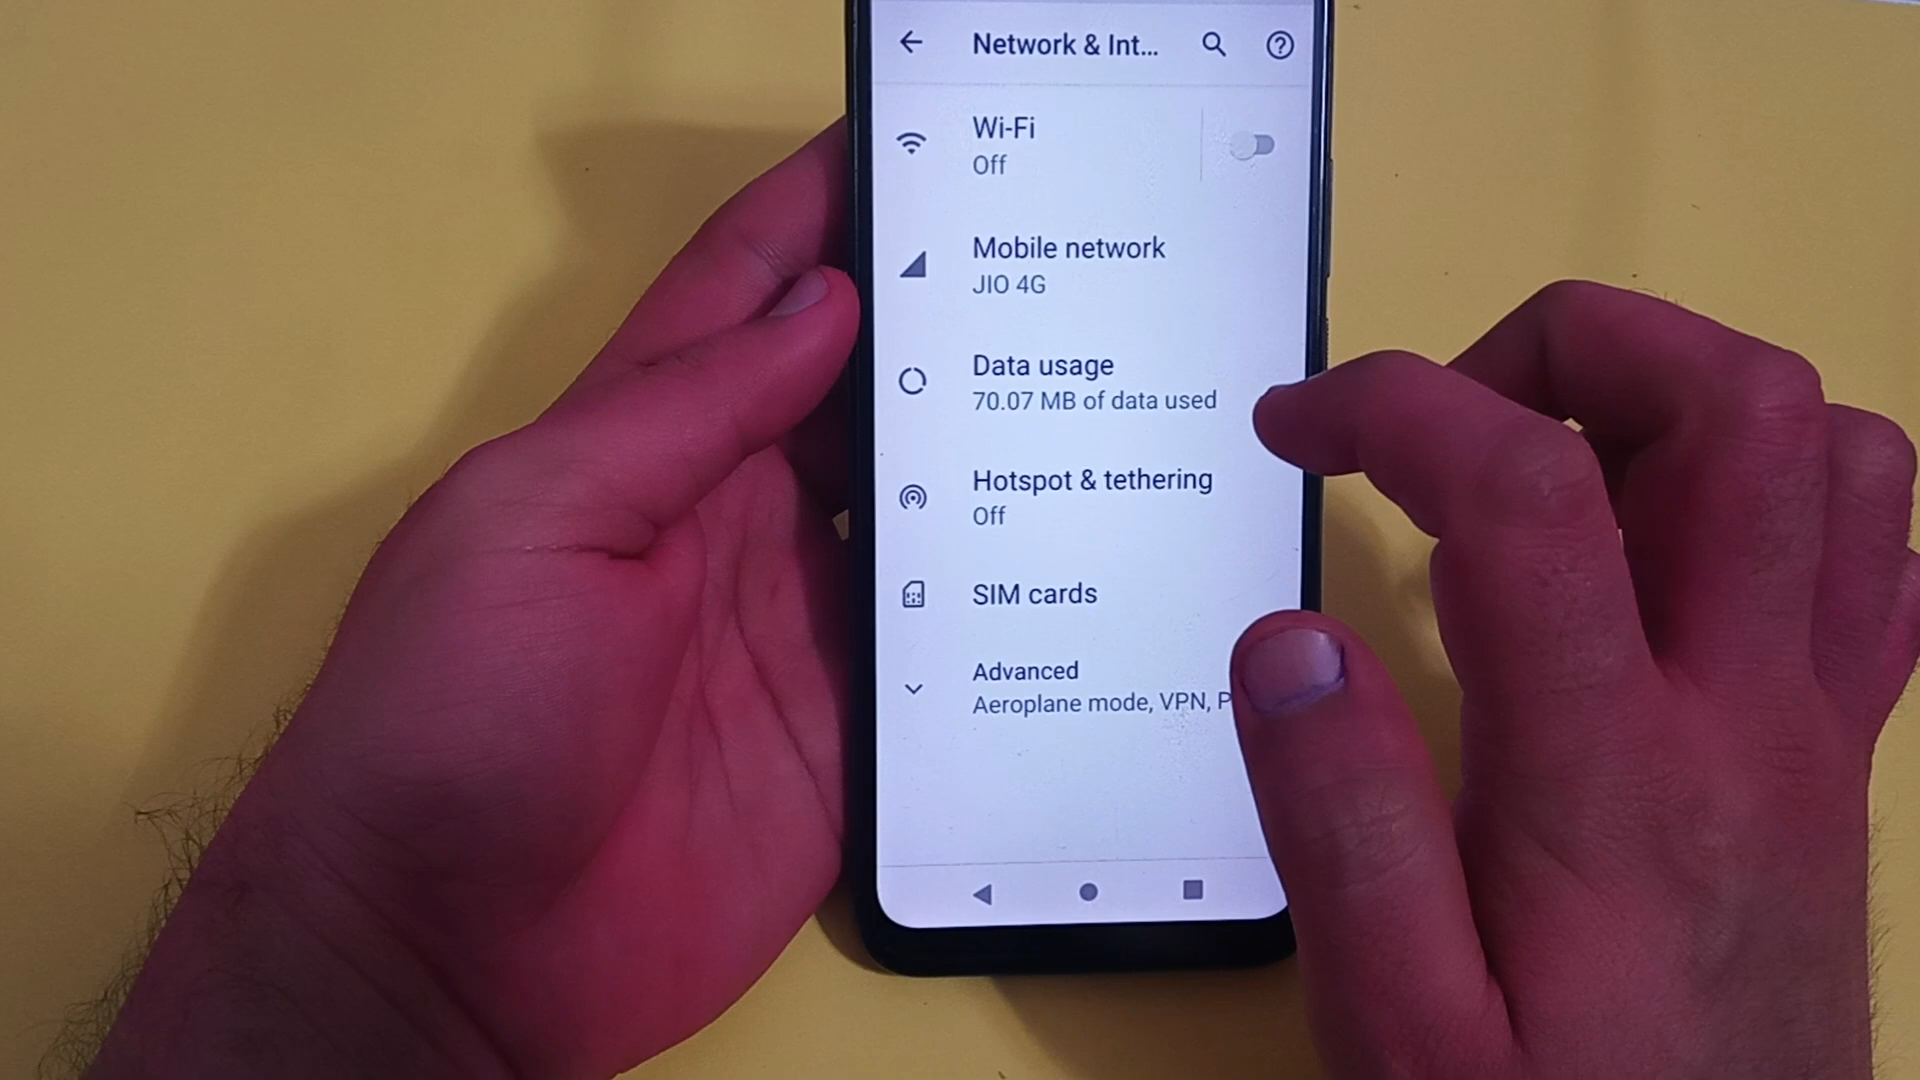 Network & Int...
Wi-Fi
Off
Mobile network
JIO 4G
Data usage
70.07 MB of data used
Hotspot & tethering
Off
SIM cards
Advanced
Aeroplane mode, VPN, P